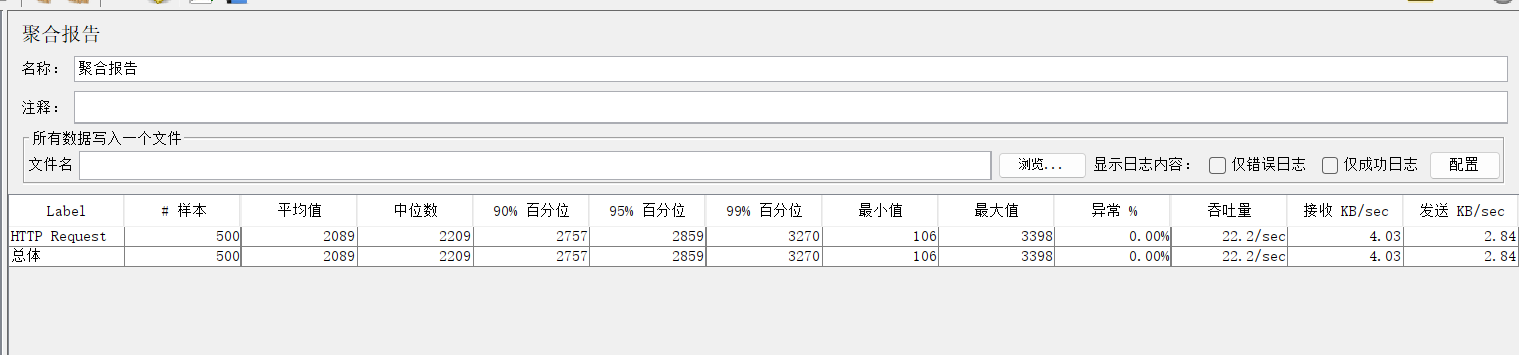 聚合报告
名称： 聚合报告
注释：
所有数据写入一个文件
文件名 浏览... 显示日志内容： 仅错误日志 仅成功日志 配置
Label # 样本 平均值 中位数 90% 百分位 95% 百分位 99% 百分位 最小值 最大值 异常 % 吞吐量 接收 KB/sec 发送 KB/sec
HTTP Request 500 2089 2209 2757 2859 3270 106 3398 0.00% 22.2/sec 4.03 2.84
总体 500 2089 2209 2757 2859 3270 106 3398 0.00% 22.2/sec 4.03 2.84